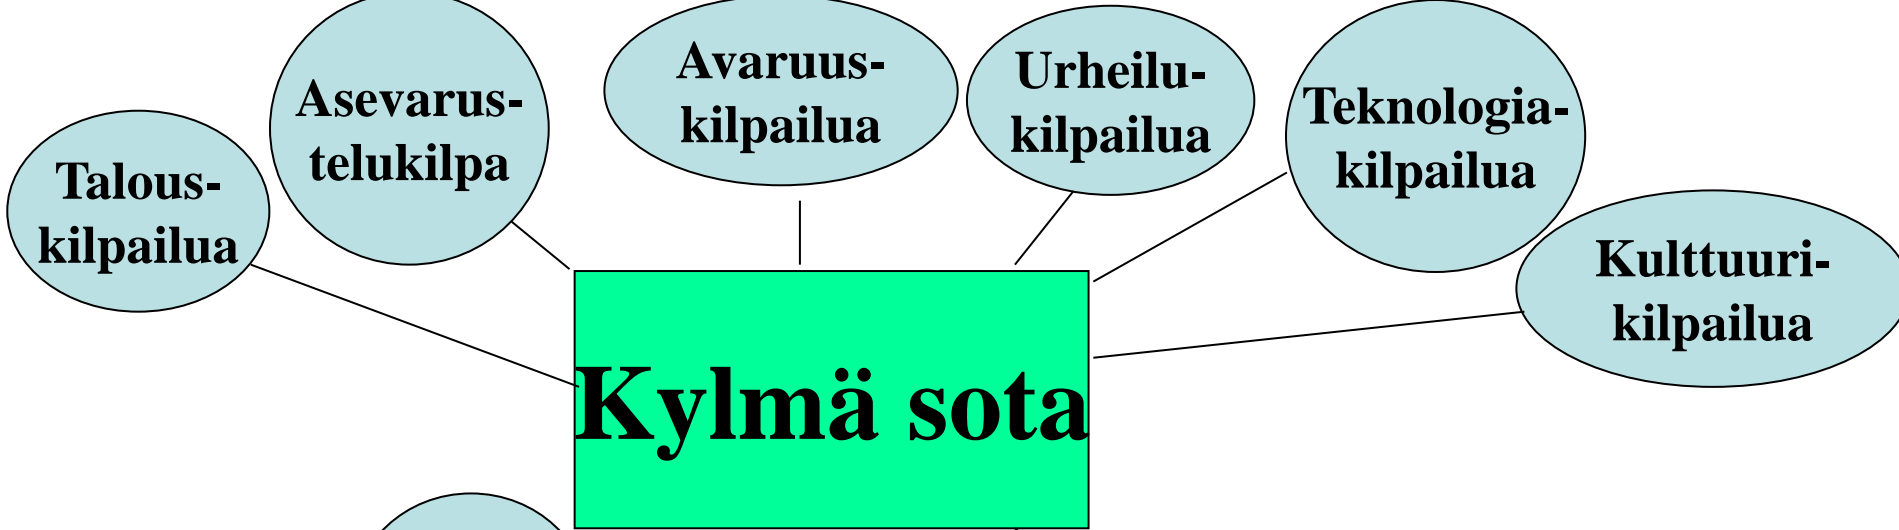 Talous-
kilpailua
Asevarus-
telukilpa
Avaruus-
kilpailua
Urheilu-
kilpailua
Teknologia-
kilpailua
Kulttuuri-
kilpailua
Kylmä sota